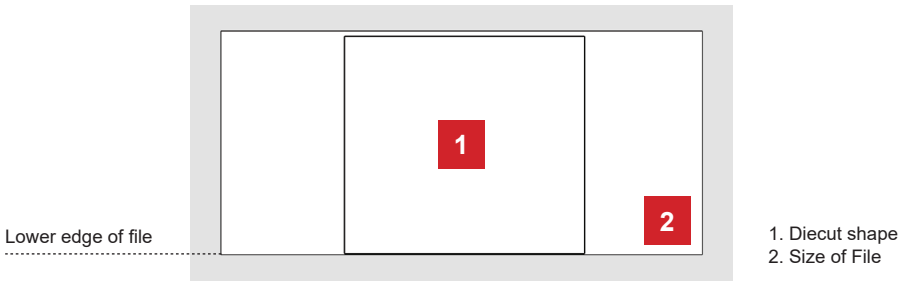 1
2
Lower edge of file
1. Diecut shape
2. Size of File